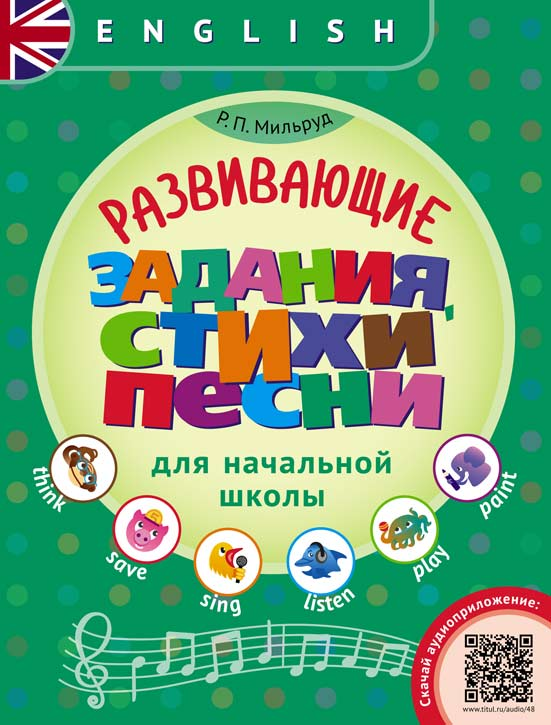 ENGLISH
Р. П. Мильруд
РАЗВИВАЮЩИЕ
ЗАДАНИЯ,
СТИХИ
ПЕСНИ
для начальной
школы
think
save
sing
listen
play
paint
Скачай аудиоприложение:
www.titul.ru/audio/48